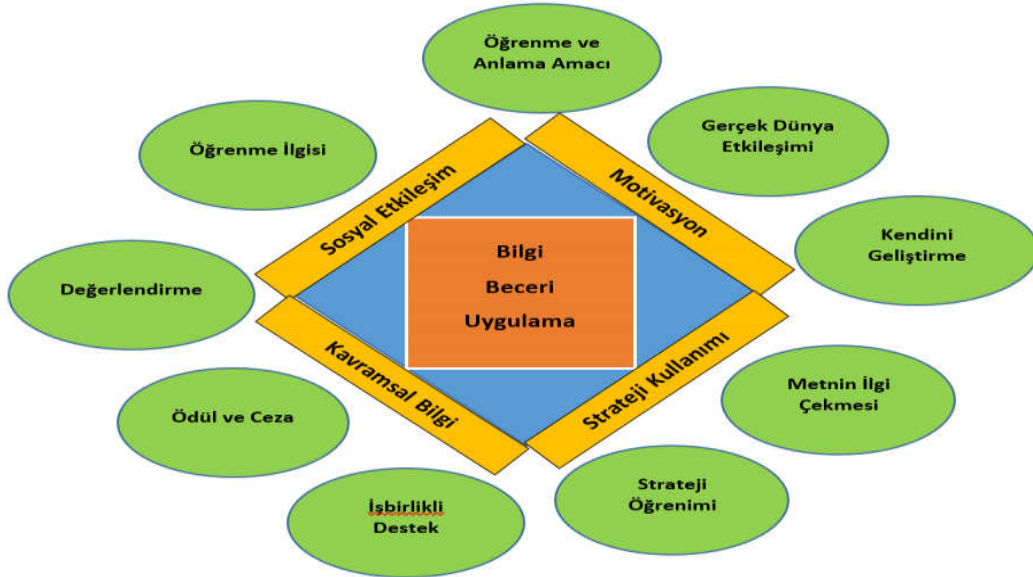 Öğrenme ve
Anlama Amacı
Gerçek Dünya
Etkileşimi
Öğrenme İlgisi
Sosyal Etkileşim
Motivasyon
Kendini
Geliştirme
Bilgi
Beceri
Uygulama
Değerlendirme
Kavramsal Bilgi
Strateji Kullanımı
Metnin İlgi
Çekmesi
Ödül ve Ceza
Strateji
Öğrenimi
İşbirlikli
Destek